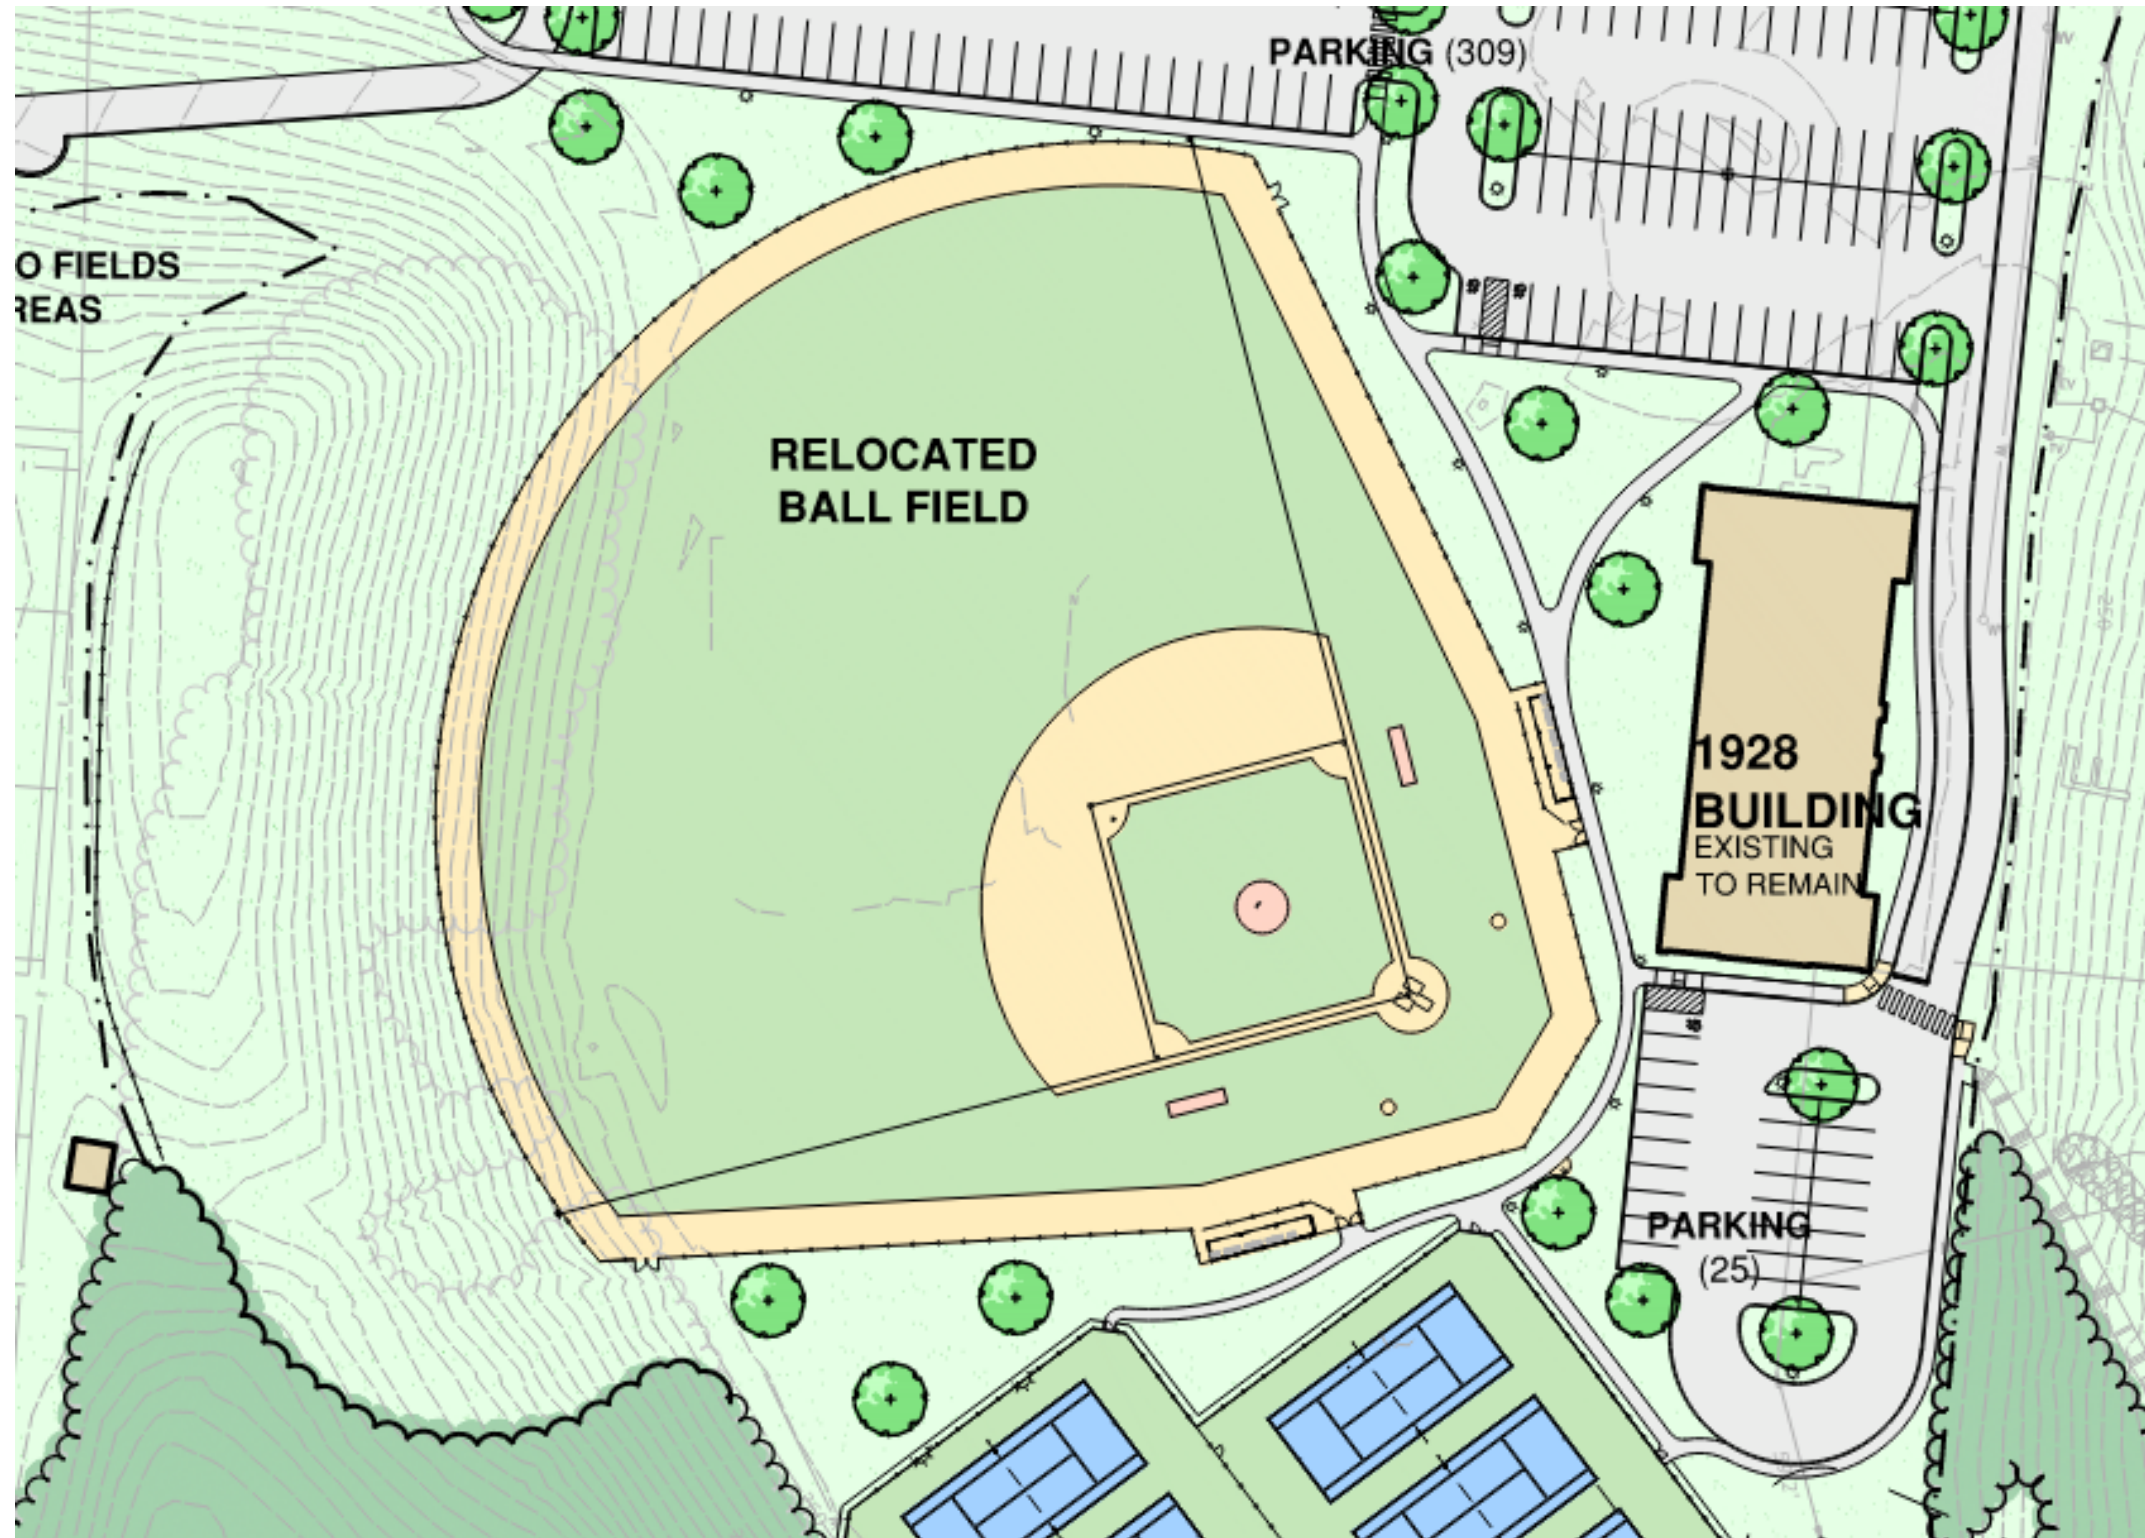 PARKING (309)
O FIELDS
REAS
RELOCATED
BALL FIELD
1928
BUILDING
EXISTING
TO REMAIN
PARKING
(25)